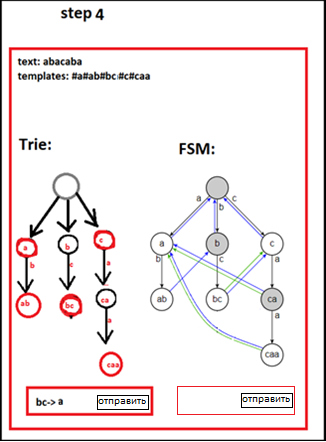 step 4
text: abacaba
templates: #a#ab#bc#c#caa
Trie:
FSM:
a b c
a b c
b c a
ab bc ca
a
caa
a b c
a b c
b c a
ab bc ca
a
caa
bc-> a
отправить
отправить